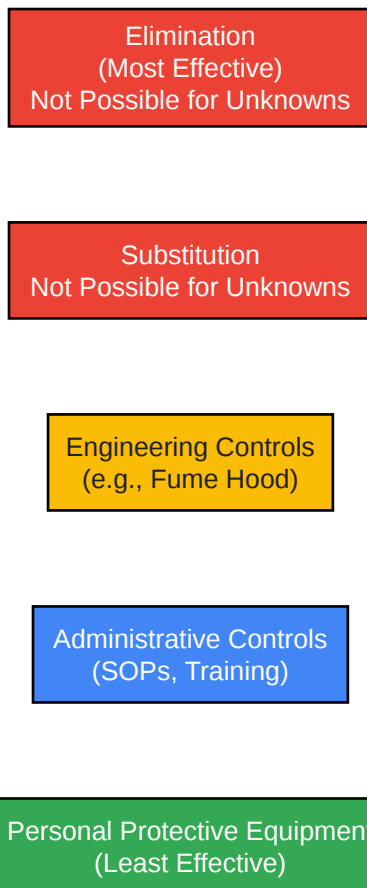 Elimination
(Most Effective)
Not Possible for Unknowns
Substitution
Not Possible for Unknowns
Engineering Controls
(e.g., Fume Hood)
Administrative Controls
(SOPs, Training)
Personal Protective Equipment
(Least Effective)